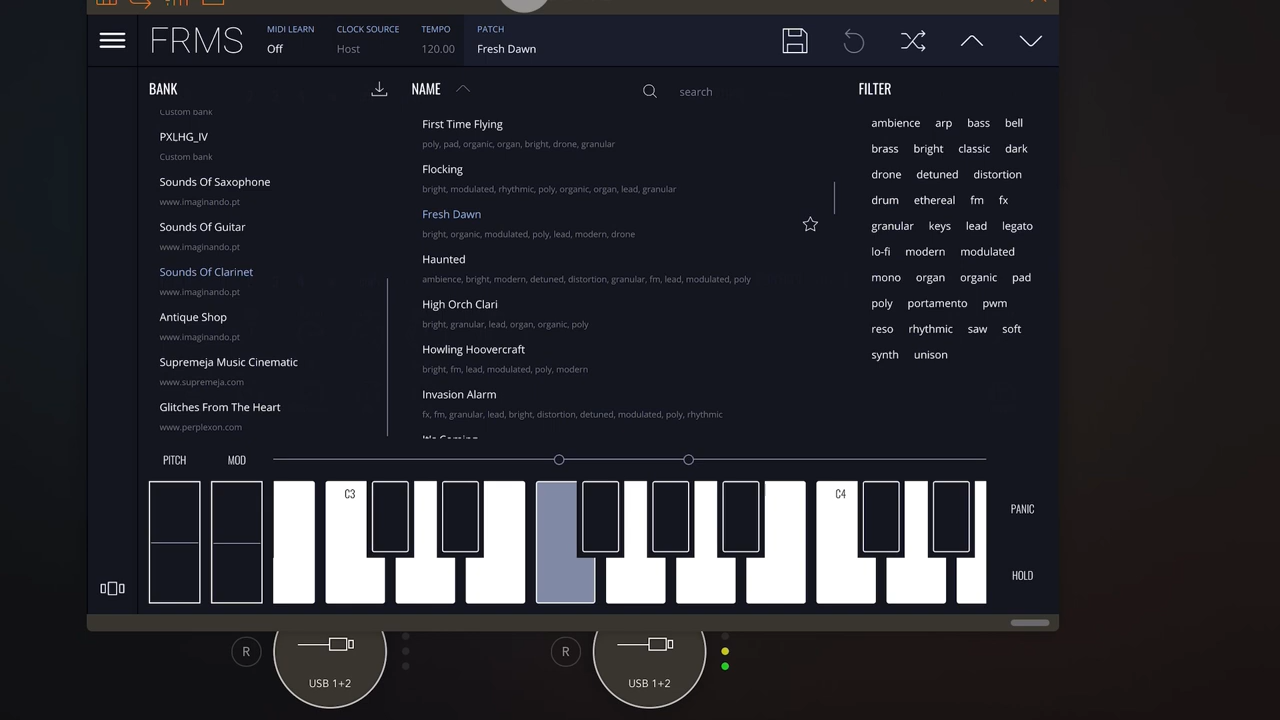 FRMS
MIDI LEARN
Off
CLOCK SOURCE
Host
TEMPO
120.00
PATCH
Fresh Dawn
BANK
Custom bank
PXLHG_IV
Custom bank
Sounds Of Saxophone
www.imaginando.pt
Sounds Of Guitar
www.imaginando.pt
Sounds Of Clarinet
www.imaginando.pt
Antique Shop
www.imaginando.pt
Supremeja Music Cinematic
www.supremeja.com
Glitches From The Heart
www.perplexon.com
NAME
search
First Time Flying
poly, pad, organic, organ, bright, drone, granular
Flocking
bright, modulated, rhythmic, poly, organic, organ, lead, granular
Fresh Dawn
bright, organic, modulated, poly, lead, modern, drone
Haunted
ambience, bright, modern, detuned, distortion, granular, fm, lead, modulated, poly
High Orch Clari
bright, granular, lead, organ, organic, poly
Howling Hoovercraft
bright, fm, lead, modulated, poly, modern
Invasion Alarm
fx, fm, granular, lead, bright, distortion, detuned, modulated, poly, rhythmic
It's Coming
FILTER
ambience arp bass bell
brass bright classic dark
drone detuned distortion
drum ethereal fm fx
granular keys lead legato
lo-fi modern modulated
mono organ organic pad
poly portamento pwm
reso rhythmic saw soft
synth unison
PITCH
MOD
C3
C4
PANIC
HOLD
R
USB 1+2
R
USB 1+2